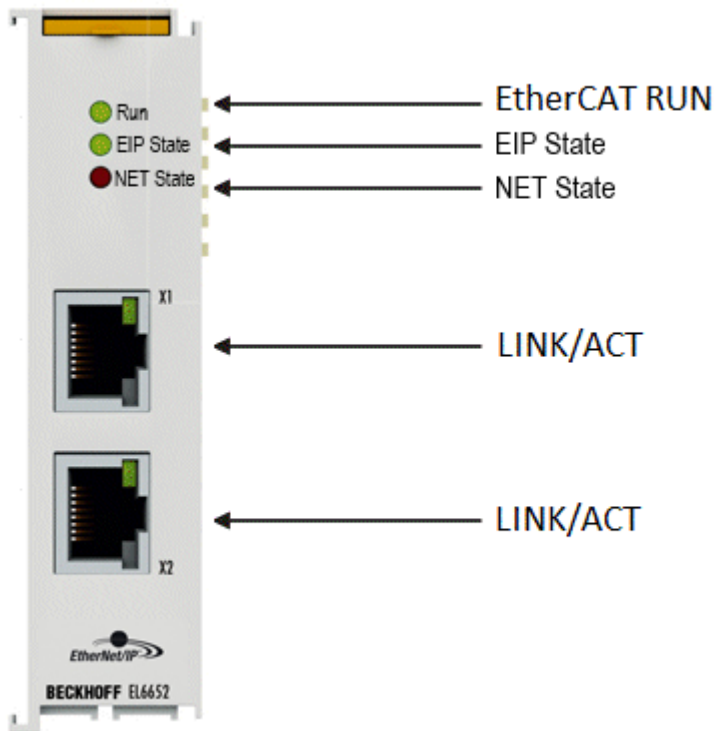 Run
EtherCAT RUN
EIP State
EIP State
NET State
NET State
X1
LINK/ACT
LINK/ACT
X2
EtherNet/IP
BECKHOFF EL6652